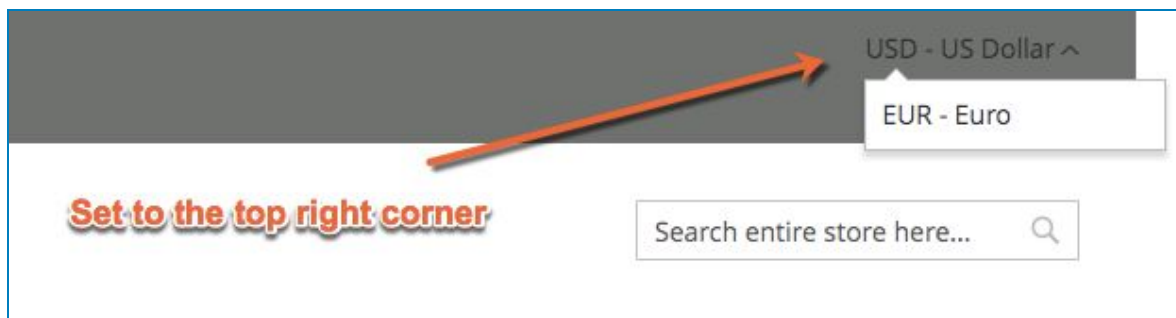 USD - US Dollar
EUR - Euro
Set to the top right corner
Search entire store here...